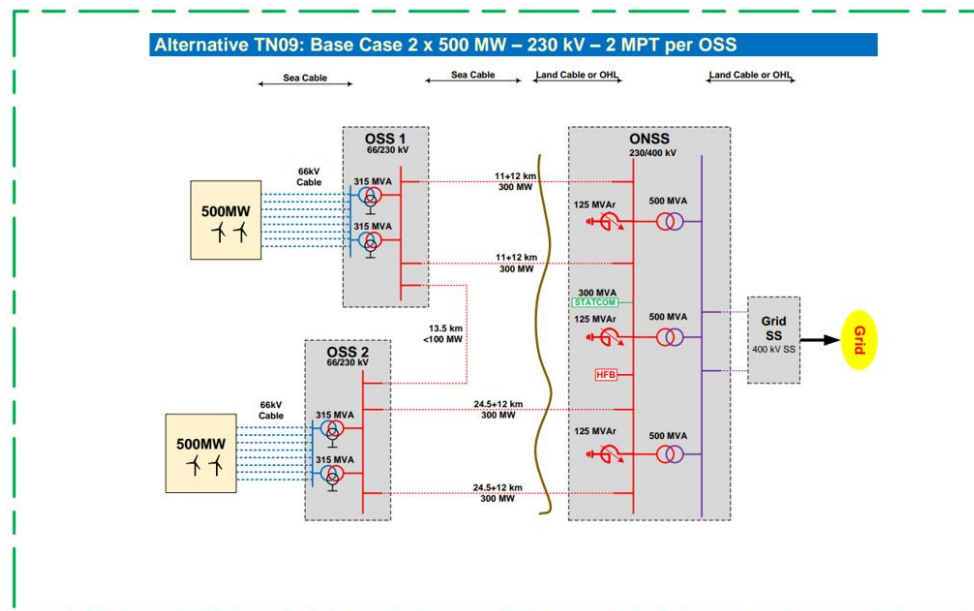 Alternative TN09: Base Case 2 x 500 MW – 230 kV – 2 MPT per OSS
Sea Cable
Sea Cable
Land Cable or OHL
Land Cable or OHL
OSS 1
66/230 kV
66kV
Cable
500MW
315 MVA
315 MVA
11+12 km
300 MW
11+12 km
300 MW
13.5 km
<100 MW
OSS 2
66/230 kV
66kV
Cable
500MW
315 MVA
315 MVA
24.5+12 km
300 MW
24.5+12 km
300 MW
ONSS
230/400 kV
125 MVAr
500 MVA
300 MVA
STATCOM
125 MVAr
500 MVA
HFB
125 MVAr
500 MVA
Grid
SS
400 kV SS
Grid